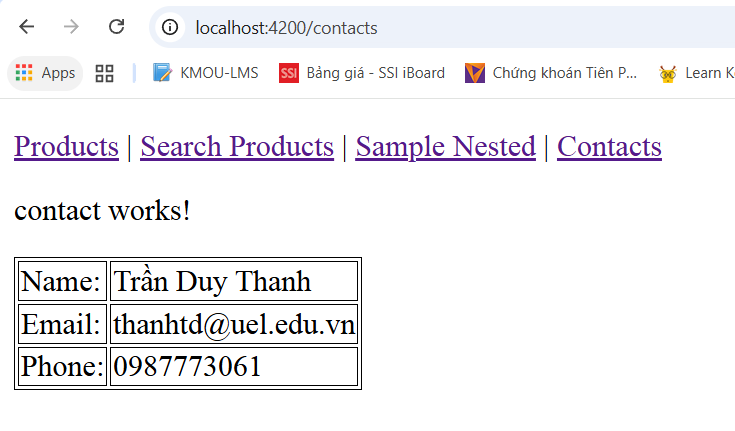 localhost:4200/contacts
Apps KMOU-LMS SSI Bảng giá - SSI iBoard Chứng khoán Tiên P... Learn K
Products | Search Products | Sample Nested | Contacts
contact works!
Name: Trần Duy Thanh
Email: thanhtd@uel.edu.vn
Phone: 0987773061